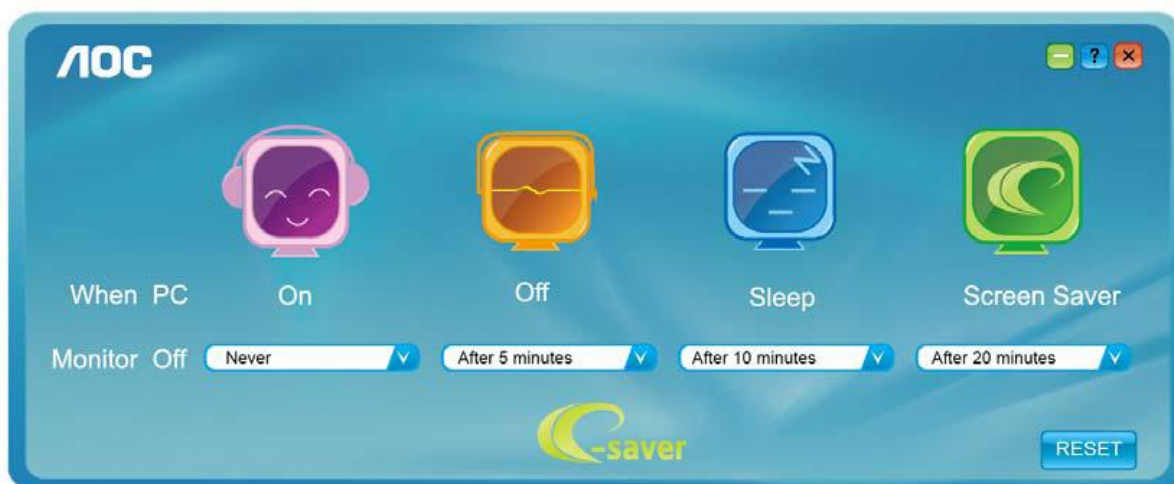 AOC
?
When PC On Off Sleep Screen Saver
Monitor Off Never After 5 minutes After 10 minutes After 20 minutes
e-saver
RESET